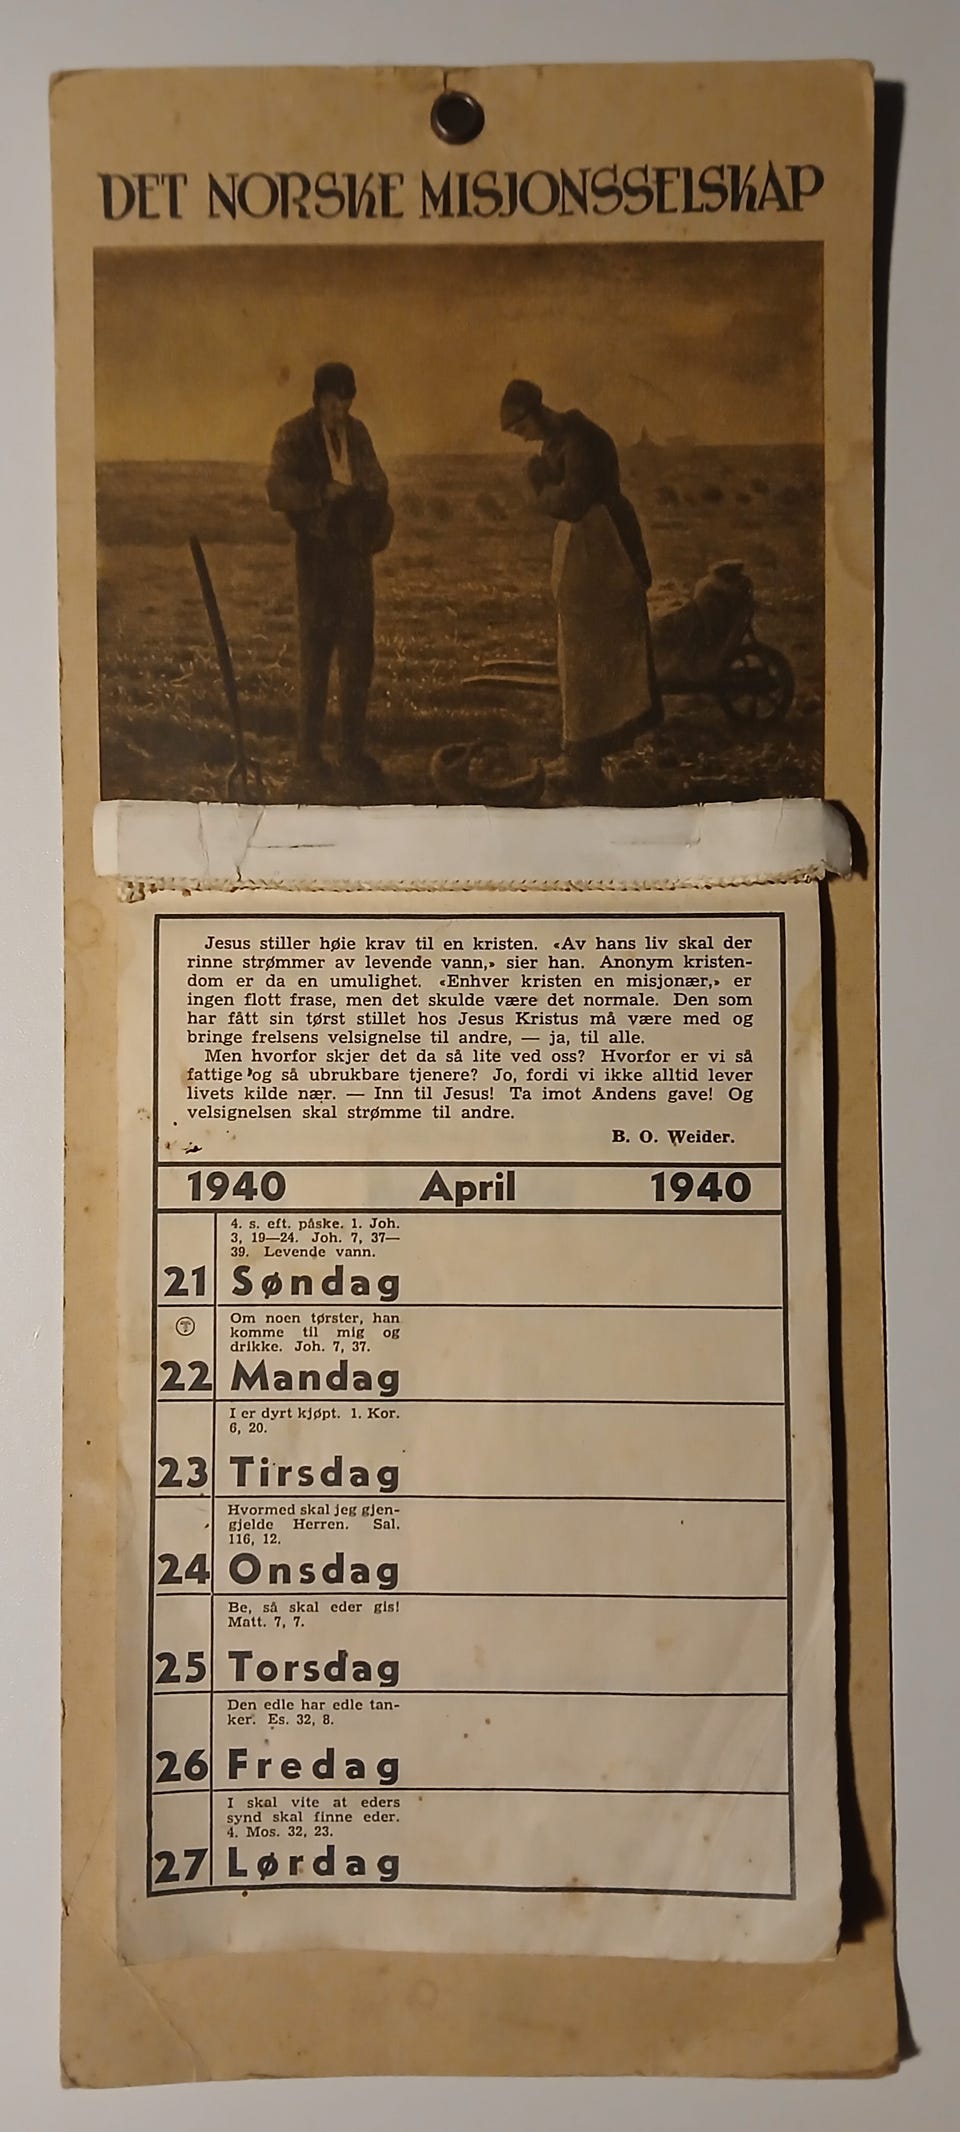 DET NORSKE MISJONSSELSKAP
Jesus stiller høie krav til en kristen. «Av hans liv skal der
rinne strømmer av levende vann,» sier han. Anonym kristen-
dom er da en umulighet. «Enhver kristen en misjonær,» er
ingen flott frase, men det skulde være det normale. Den som
har fått sin tørst stillet hos Jesus Kristus må være med og
bringe frelsens velsignelse til andre, — ja, til alle.
Men hvorfor skjer det da så lite ved oss? Hvorfor er vi så
fattige og så ubrukbare tjenere? Jo, fordi vi ikke alltid lever
livets kilde nær. — Inn til Jesus! Ta imot Andens gave! Og
velsignelsen skal strømme til andre.
B. O. Weider.
1940 April 1940
4. s. eft. påske. 1. Joh.
3, 19—24. Joh. 7, 37—
39. Levende vann.
21 Søndag
Om noen tørster, han
komme til mig og
drikke. Joh. 7, 37.
22 Mandag
I er dyrt kjøpt. 1. Kor.
6, 20.
23 Tirsdag
Hvormed skal jeg gjen-
gjelde Herren. Sal.
116, 12.
24 Onsdag
Be, så skal eder gis!
Matt. 7, 7.
25 Torsdag
Den edle har edle tan-
ker. Es. 32, 8.
26 Fredag
I skal vite at eders
synd skal finne eder.
4. Mos. 32, 23.
27 Lørdag